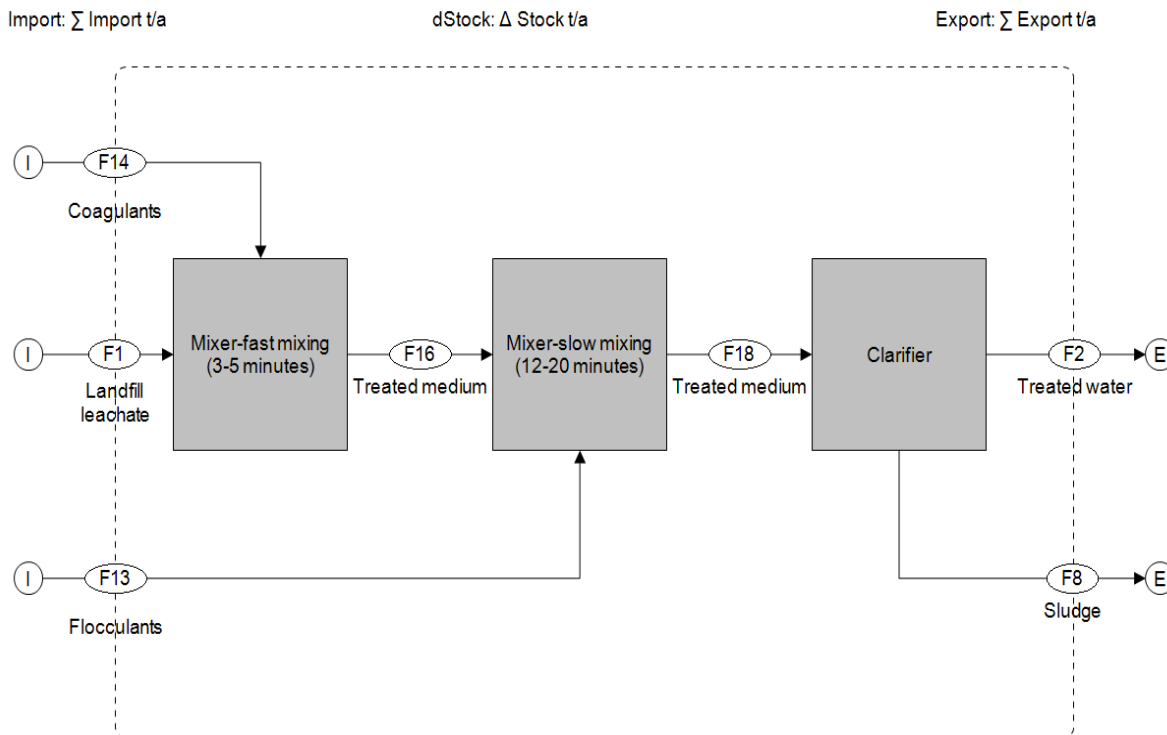 Import: ∑ Import t/a
dStock: Δ Stock t/a
Export: ∑ Export t/a
I
F14
Coagulants
Mixer-fast mixing
(3-5 minutes)
Mixer-slow mixing
(12-20 minutes)
Clarifier
I
F1
Landfill
leachate
F16
Treated medium
F18
Treated medium
F2
Treated water
E
I
F13
Flocculants
F8
Sludge
E